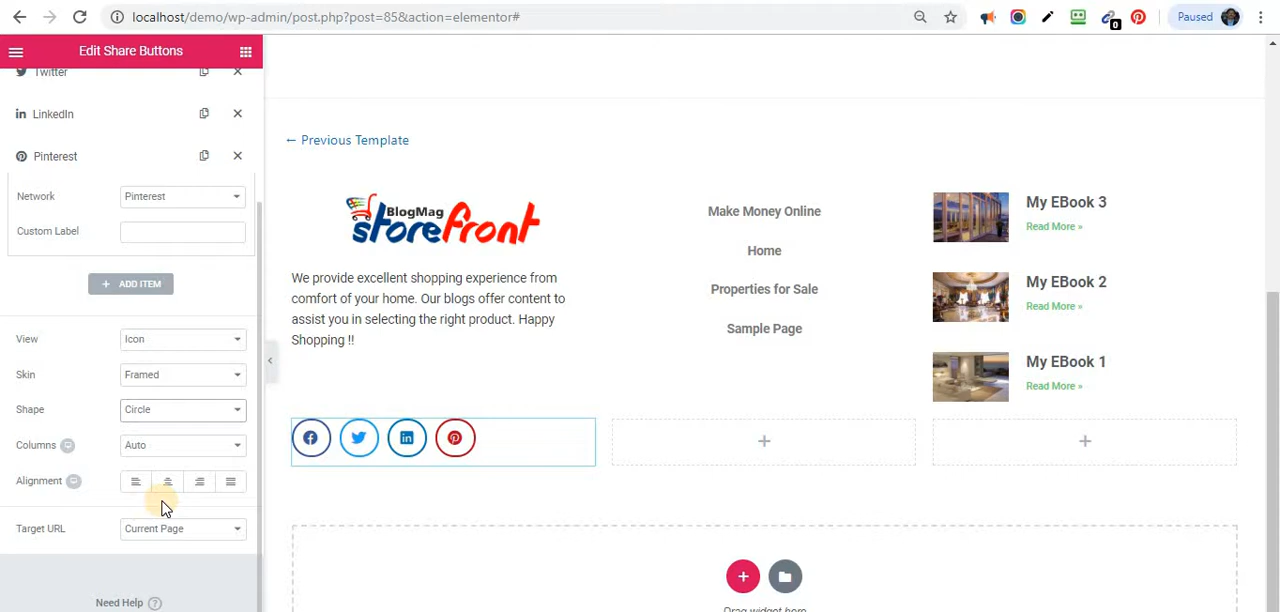 localhost/demo/wp-admin/post.php?post=85&action=elementor#
0
Paused
Edit Share Buttons
Twitter
LinkedIn
Pinterest
Network
Pinterest
Custom Label
+ ADD ITEM
View
Icon
Skin
Framed
Shape
Circle
Columns
Auto
Alignment
Target URL
Current Page
Need Help ?
← Previous Template
BlogMag
storefront
We provide excellent shopping experience from
comfort of your home. Our blogs offer content to
assist you in selecting the right product. Happy
Shopping !!
Make Money Online
Home
Properties for Sale
Sample Page
My EBook 3
Read More »
My EBook 2
Read More »
My EBook 1
Read More »
Drag widget here